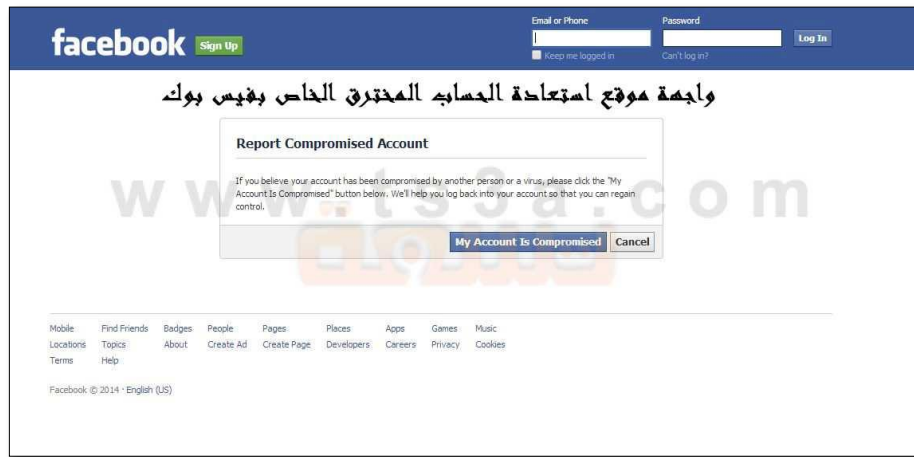 Email or Phone Password
facebook Sign Up Log In
Keep me logged in Can't log in?
واجهة موقع استعادة الحساب المخترق الخاص بفيس بوك
Report Compromised Account
If you believe your account has been compromised by another person or a virus, please click the "My
Account Is Compromised" button below. We'll help you log back into your account so that you can regain
control.
www.ts3a.com
My Account Is Compromised Cancel
Mobile Find Friends Badges People Pages Places Apps Games Music
Locations Topics About Create Ad Create Page Developers Careers Privacy Cookies
Terms Help
Facebook © 2014 · English (US)